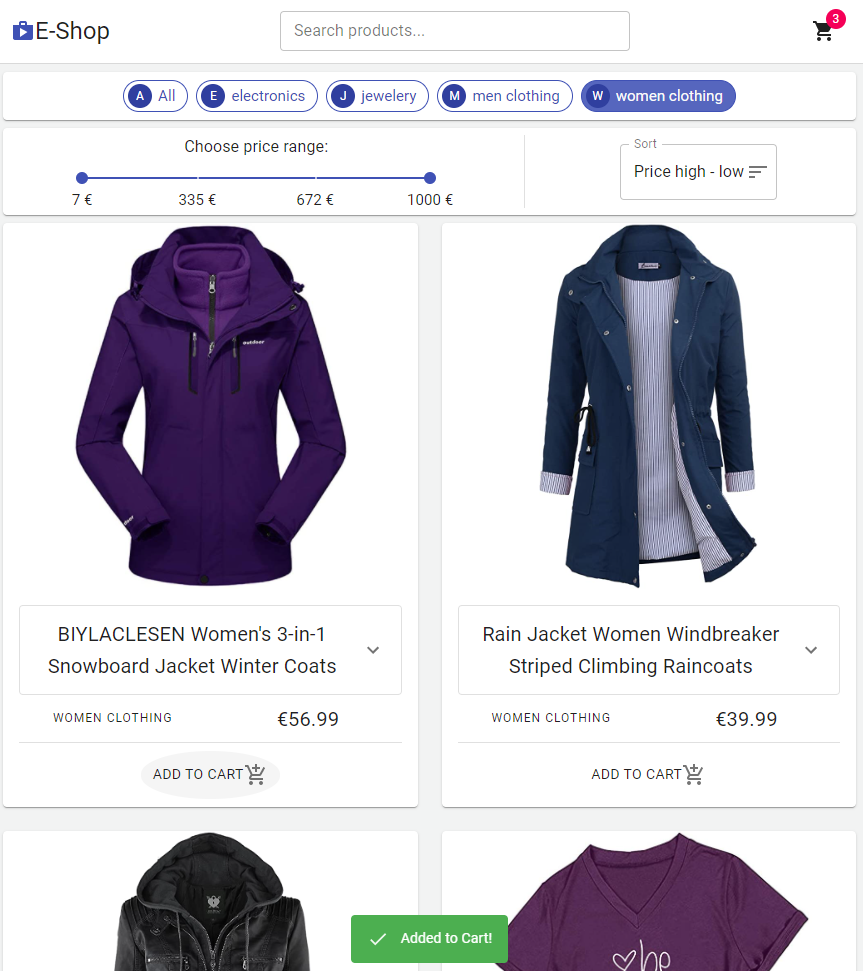 E-Shop
Search products...
3
A All
E electronics
J jewelery
M men clothing
W women clothing
Choose price range:
7 €
335 €
672 €
1000 €
Sort
Price high - low
outdoor
BIYLACLESEN Women's 3-in-1
Snowboard Jacket Winter Coats
WOMEN CLOTHING
€56.99
ADD TO CART
Rain Jacket Women Windbreaker
Striped Climbing Raincoats
WOMEN CLOTHING
€39.99
ADD TO CART
be
Added to Cart!